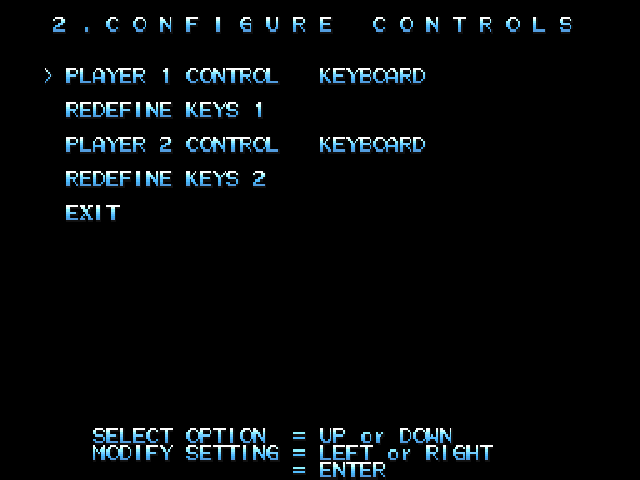 2.CONFIGURE CONTROLS
> PLAYER 1 CONTROL KEYBOARD
REDEFINE KEYS 1
PLAYER 2 CONTROL KEYBOARD
REDEFINE KEYS 2
EXIT
SELECT OPTION = UP or DOWN
MODIFY SETTING = LEFT or RIGHT
= ENTER